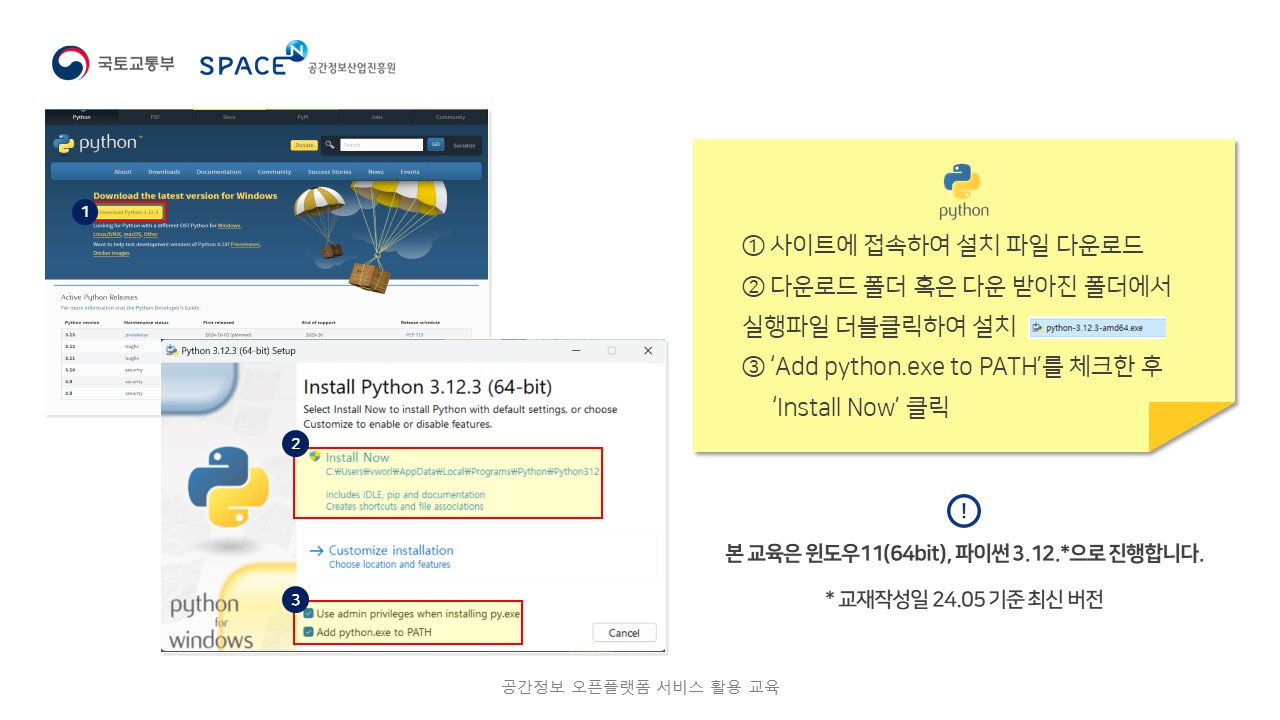 국토교통부
SPACE N 공간정보산업진흥원
Python PSF Docs PyPI Jobs Community
python™
Donate Search GO Socialize
About Downloads Documentation Community Success Stories News Events
Download the latest version for Windows
1 Download Python 3.12.3
Looking for Python with a different OS? Python for Windows,
Linux/UNIX, macOS, Other
Want to help test development versions of Python 3.13? Prereleases,
Docker images
Active Python Releases
For more information visit the Python Developer's Guide.
Python version Maintenance status First released End of support Release schedule
3.13 prerelease 2024-10-01 (planned) 2029-10 PEP 719
3.12 bugfix
3.11 bugfix
3.10 security
3.9 security
3.8 security
Python 3.12.3 (64-bit) Setup
Install Python 3.12.3 (64-bit)
Select Install Now to install Python with default settings, or choose
Customize to enable or disable features.
2
Install Now
C:₩Users₩vworl₩AppData₩Local₩Programs₩Python₩Python312
Includes IDLE, pip and documentation
Creates shortcuts and file associations
Customize installation
Choose location and features
3
Use admin privileges when installing py.exe
Add python.exe to PATH
Cancel
python
for
windows
python
① 사이트에 접속하여 설치 파일 다운로드
② 다운로드 폴더 혹은 다운 받아진 폴더에서
실행파일 더블클릭하여 설치 python-3.12.3-amd64.exe
③ ‘Add python.exe to PATH’를 체크한 후
‘Install Now’ 클릭
!
본 교육은 윈도우11(64bit), 파이썬 3.12.*으로 진행합니다.
* 교재작성일 24.05 기준 최신 버전
공간정보 오픈플랫폼 서비스 활용 교육